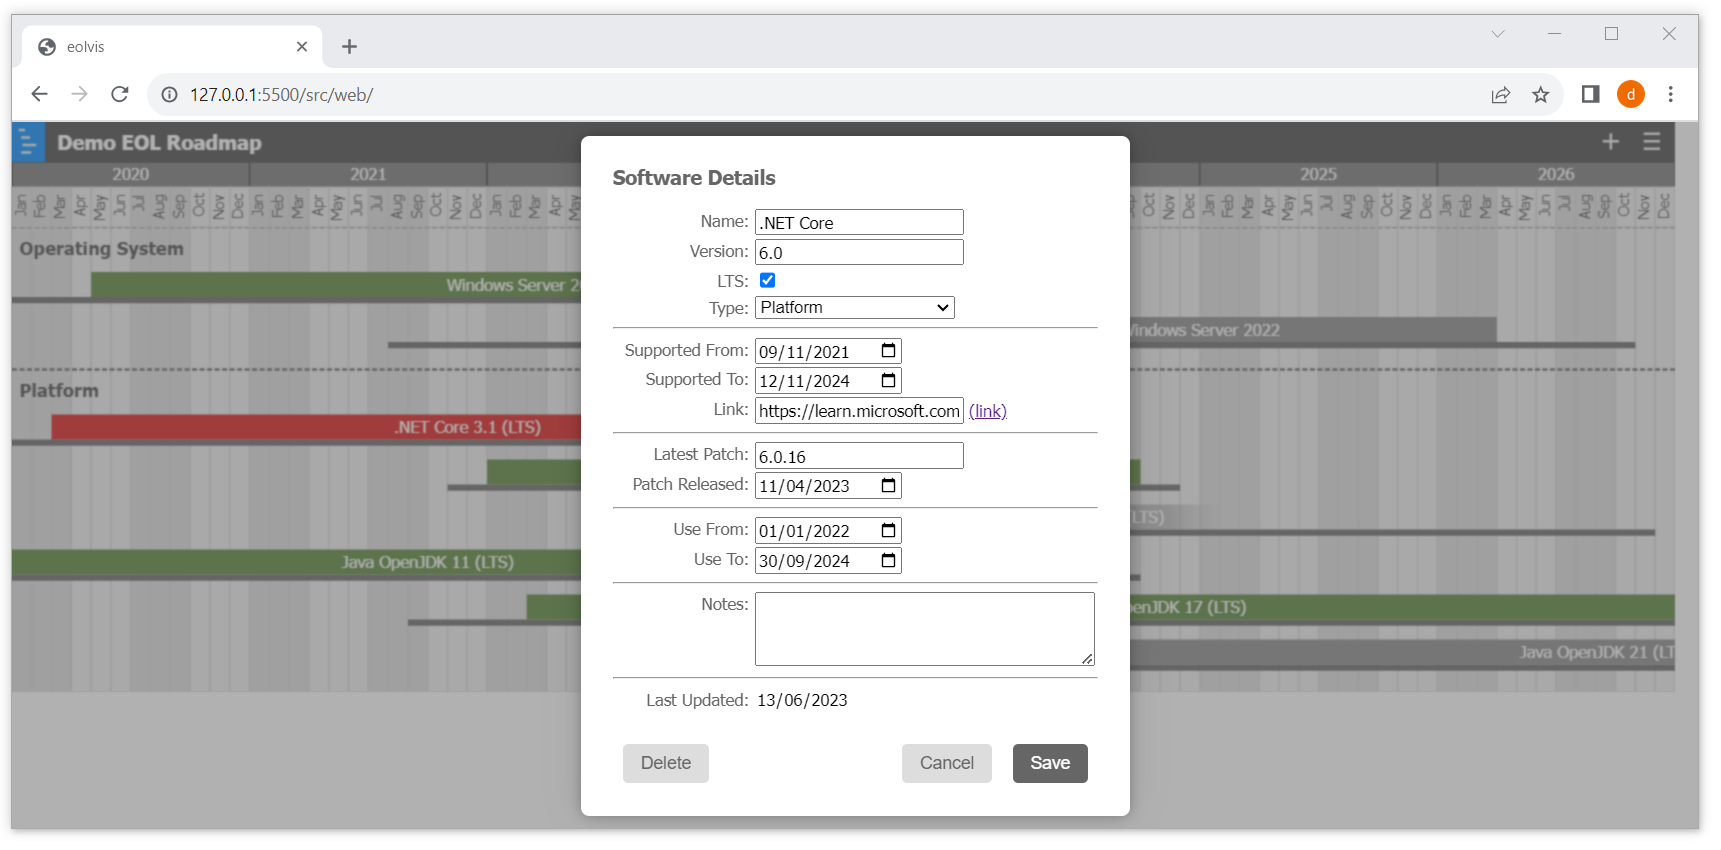 eolvis
127.0.0.1:5500/src/web/
d
Demo EOL Roadmap
2020 2021 2025 2026
Jan Feb Mar Apr May Jun Jul Aug Sep Oct Nov Dec Jan Feb Mar Apr May Jun Jul Aug Sep Oct Nov Dec Jan Feb Mar Apr May
Oct Nov Dec Jan Feb Mar Apr May Jun Jul Aug Sep Oct Nov Dec Jan Feb Mar Apr May Jun Jul Aug Sep Oct Nov Dec
Operating System
Windows Server 20
Windows Server 2022
Platform
.NET Core 3.1 (LTS)
LTS)
Java OpenJDK 11 (LTS)
enJDK 17 (LTS)
Java OpenJDK 21 (LT
Software Details
Name: .NET Core
Version: 6.0
LTS:
Type: Platform
Supported From: 09/11/2021
Supported To: 12/11/2024
Link: https://learn.microsoft.com (link)
Latest Patch: 6.0.16
Patch Released: 11/04/2023
Use From: 01/01/2022
Use To: 30/09/2024
Notes:
Last Updated: 13/06/2023
Delete Cancel Save